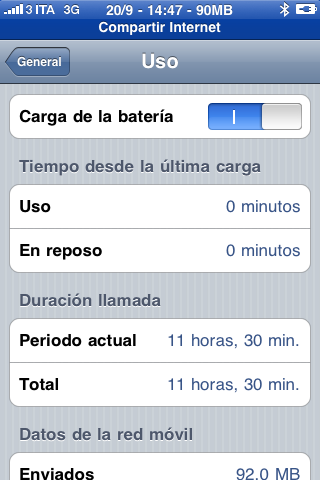 3 ITA 3G 20/9 - 14:47 - 90MB
Compartir Internet
General Uso
Carga de la batería
Tiempo desde la última carga
Uso 0 minutos
En reposo 0 minutos
Duración llamada
Periodo actual 11 horas, 30 min.
Total 11 horas, 30 min.
Datos de la red móvil
Enviados 92.0 MB